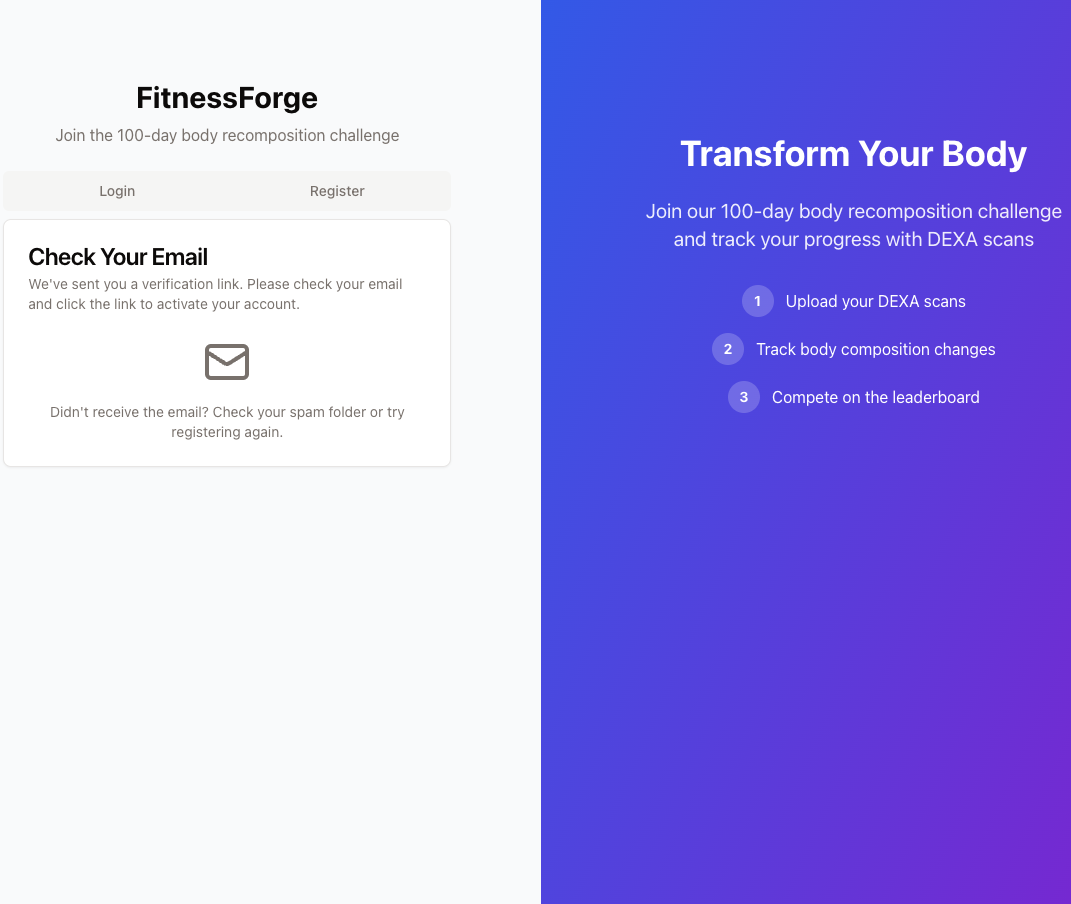 FitnessForge
Join the 100-day body recomposition challenge
Login
Register
Check Your Email
We've sent you a verification link. Please check your email
and click the link to activate your account.
Didn't receive the email? Check your spam folder or try
registering again.
Transform Your Body
Join our 100-day body recomposition challenge
and track your progress with DEXA scans
1 Upload your DEXA scans
2 Track body composition changes
3 Compete on the leaderboard